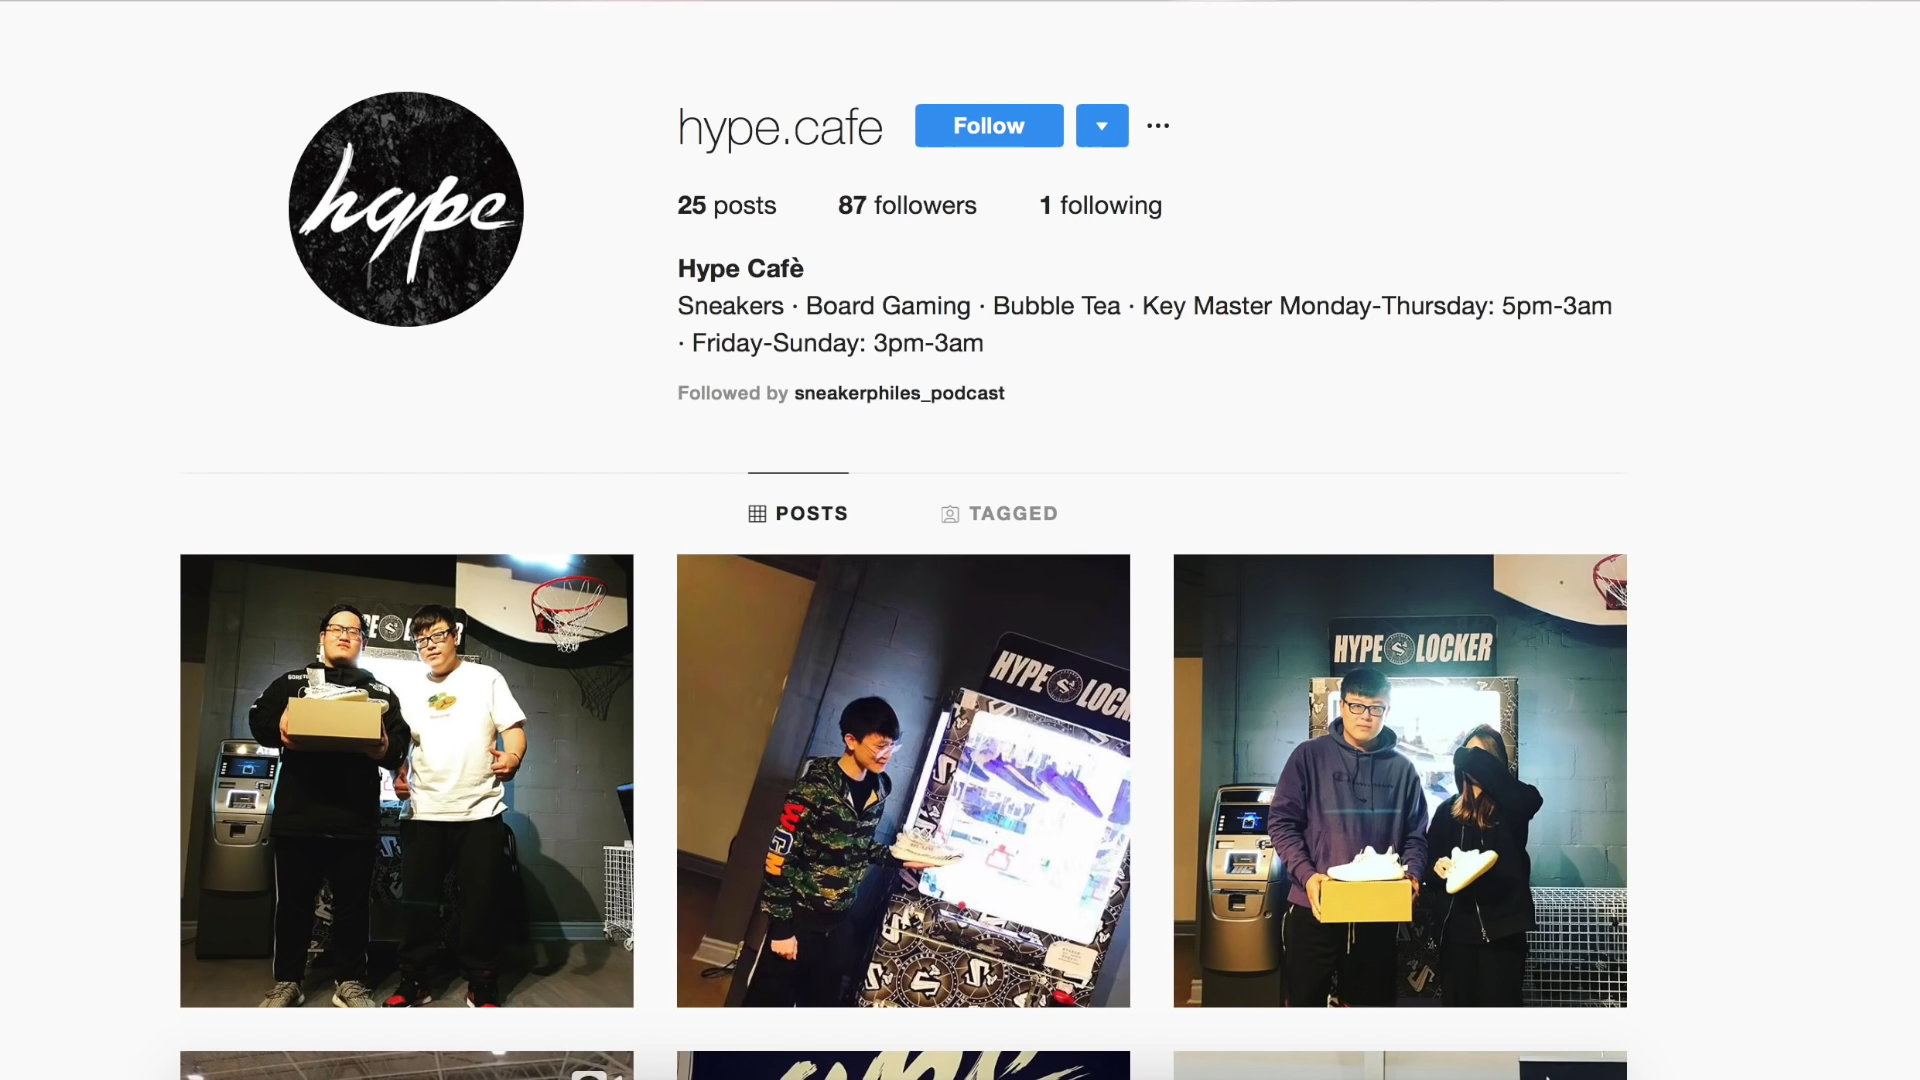 hype
hype.cafe
Follow
25 posts
87 followers
1 following
Hype Cafè
Sneakers · Board Gaming · Bubble Tea · Key Master Monday-Thursday: 5pm-3am
· Friday-Sunday: 3pm-3am
Followed by sneakerphiles_podcast
POSTS
TAGGED
HYPE LOCK
HYPE LOCKER